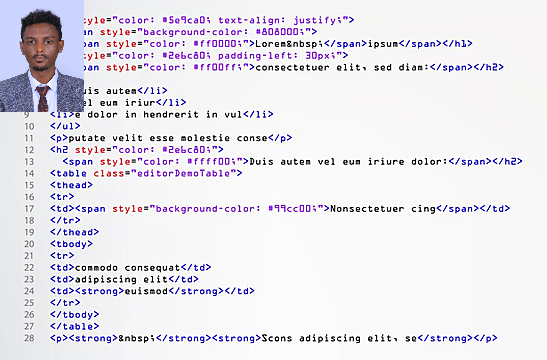 style="color: #5e9ca0; text-align: justify;">
style="background-color: #808000;">
style="color: #ff0000;">Lorem&nbsp;</span>ipsum</span></h1>
style="color: #2e6c80; padding-left: 30px;">
style="color: #ff00ff;">consectetuer elit, sed diam:</span></h2>
autem</li>
vel eum iriur</li>
9 <li>e dolor in hendrerit in vul</li>
10 </ul>
11 <p>putate velit esse molestie conse</p>
12 <h2 style="color: #2e6c80;">
13 <span style="color: #ffff00;">Duis autem vel eum iriure dolor:</span></h2>
14 <table class="editorDemoTable">
15 <thead>
16 <tr>
17 <td><span style="background-color: #99cc00;">Nonsectetuer cing</span></td>
18 </tr>
19 </thead>
20 <tbody>
21 <tr>
22 <td>commodo consequat</td>
23 <td>adipiscing elit</td>
24 <td><strong>euismod</strong></td>
25 </tr>
26 </tbody>
27 </table>
28 <p><strong>&nbsp;</strong><strong>Scons adipiscing elit, se</strong></p>